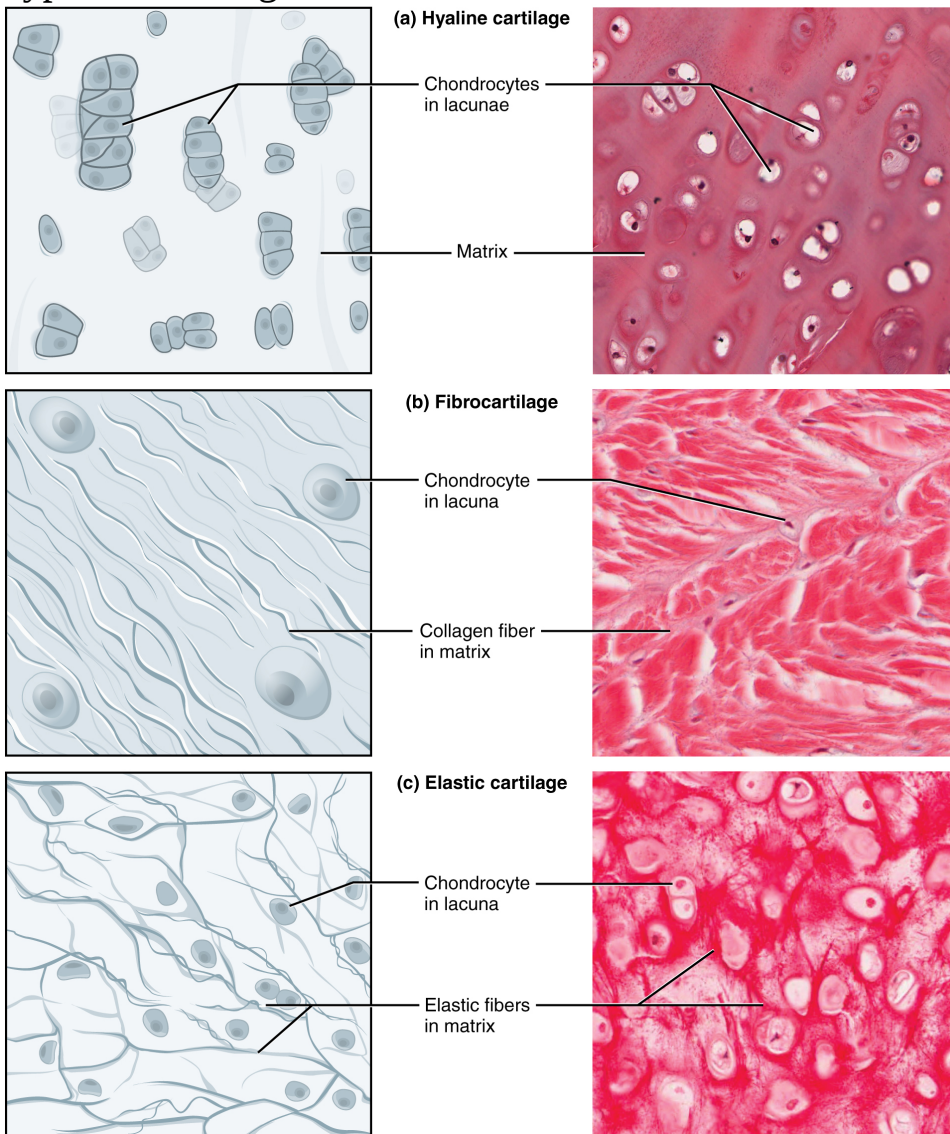 (a) Hyaline cartilage
Chondrocytes
in lacunae
Matrix
(b) Fibrocartilage
Chondrocyte
in lacuna
Collagen fiber
in matrix
(c) Elastic cartilage
Chondrocyte
in lacuna
Elastic fibers
in matrix